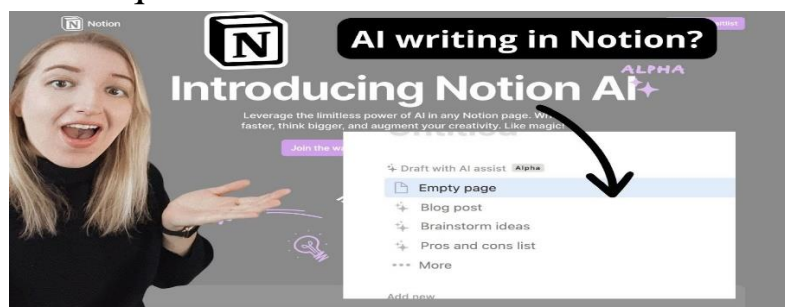 Notion
N
AI writing in Notion?
ALPHA
Introducing Notion AI
Leverage the limitless power of AI in any Notion page.
faster, think bigger, and augment your creativity. Like magic!
Join the
Draft with AI assist Alpha
Empty page
Blog post
Brainstorm ideas
Pros and cons list
More
Add new